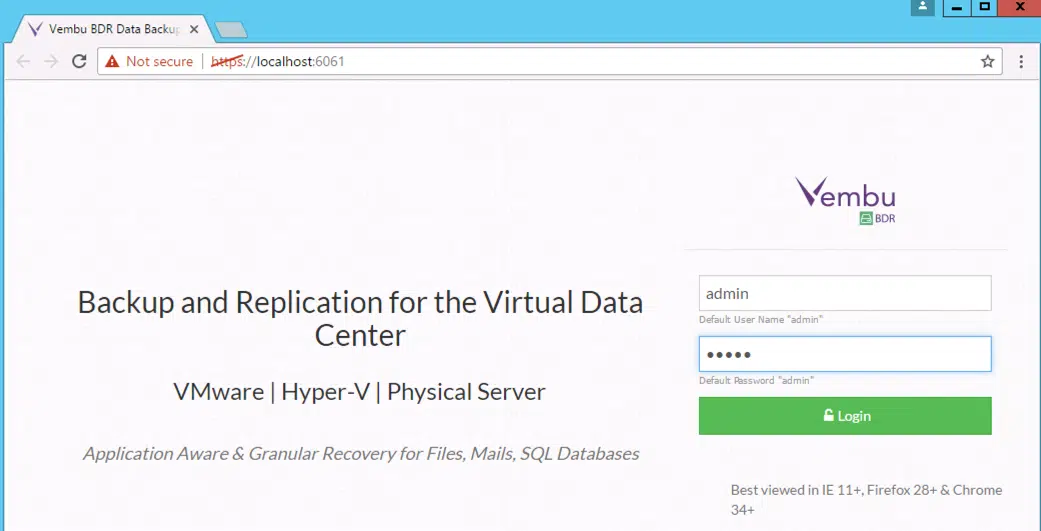 Vembu BDR Data Backup
Not secure | https://localhost:6061
Vembu
BDR
Backup and Replication for the Virtual Data
Center
VMware | Hyper-V | Physical Server
Application Aware & Granular Recovery for Files, Mails, SQL Databases
admin
Default User Name "admin"
•••••
Default Password "admin"
Login
Best viewed in IE 11+, Firefox 28+ & Chrome
34+